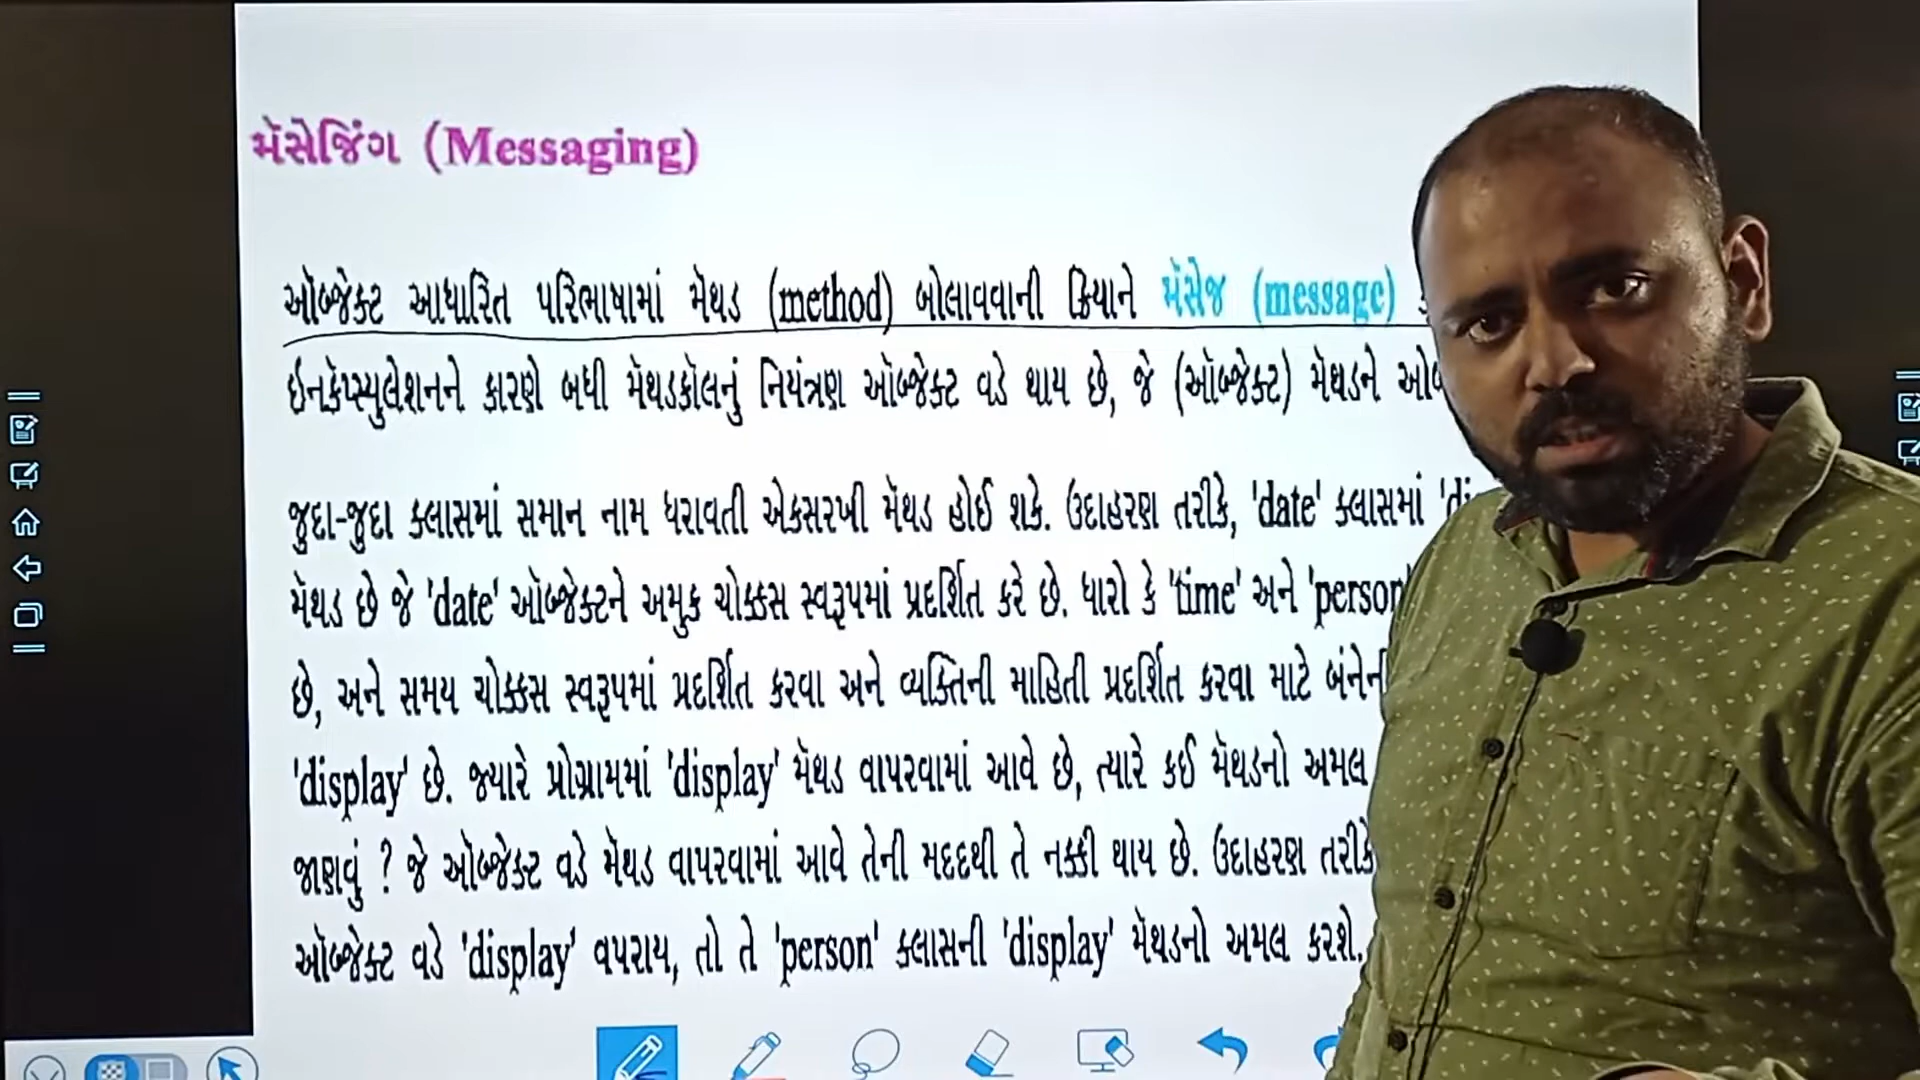 મૅસેજિંગ (Messaging)
ઑબ્જેક્ટ આધારિત પરિભાષામાં મૅથડ (method) બોલાવવાની ક્રિયાને મૅસેજ (message)
ઇનકૅપ્સ્યુલેશનને કારણે બધી મૅથડકૉલનું નિયંત્રણ ઑબ્જેક્ટ વડે થાય છે, જે (ઑબ્જેક્ટ) મૅથડને
જુદા-જુદા ક્લાસમાં સમાન નામ ધરાવતી એકસરખી મૅથડ હોઈ શકે. ઉદાહરણ તરીકે, 'date' ક્લાસમાં
મૅથડ છે જે 'date' ઑબ્જેક્ટને અમુક ચોક્કસ સ્વરૂપમાં પ્રદર્શિત કરે છે. ધારો કે 'time' અને 'person'
છે, અને સમય ચોક્કસ સ્વરૂપમાં પ્રદર્શિત કરવા અને વ્યક્તિની માહિતી પ્રદર્શિત કરવા માટે બંનેની
'display' છે. જ્યારે પ્રોગ્રામમાં 'display' મૅથડ વાપરવામાં આવે છે, ત્યારે કઈ મૅથડનો અમલ
જાણવું ? જે ઑબ્જેક્ટ વડે મૅથડ વાપરવામાં આવે તેની મદદથી તે નક્કી થાય છે. ઉદાહરણ તરીકે
ઑબ્જેક્ટ વડે 'display' વપરાય, તો તે 'person' ક્લાસની 'display' મૅથડનો અમલ કરશે.